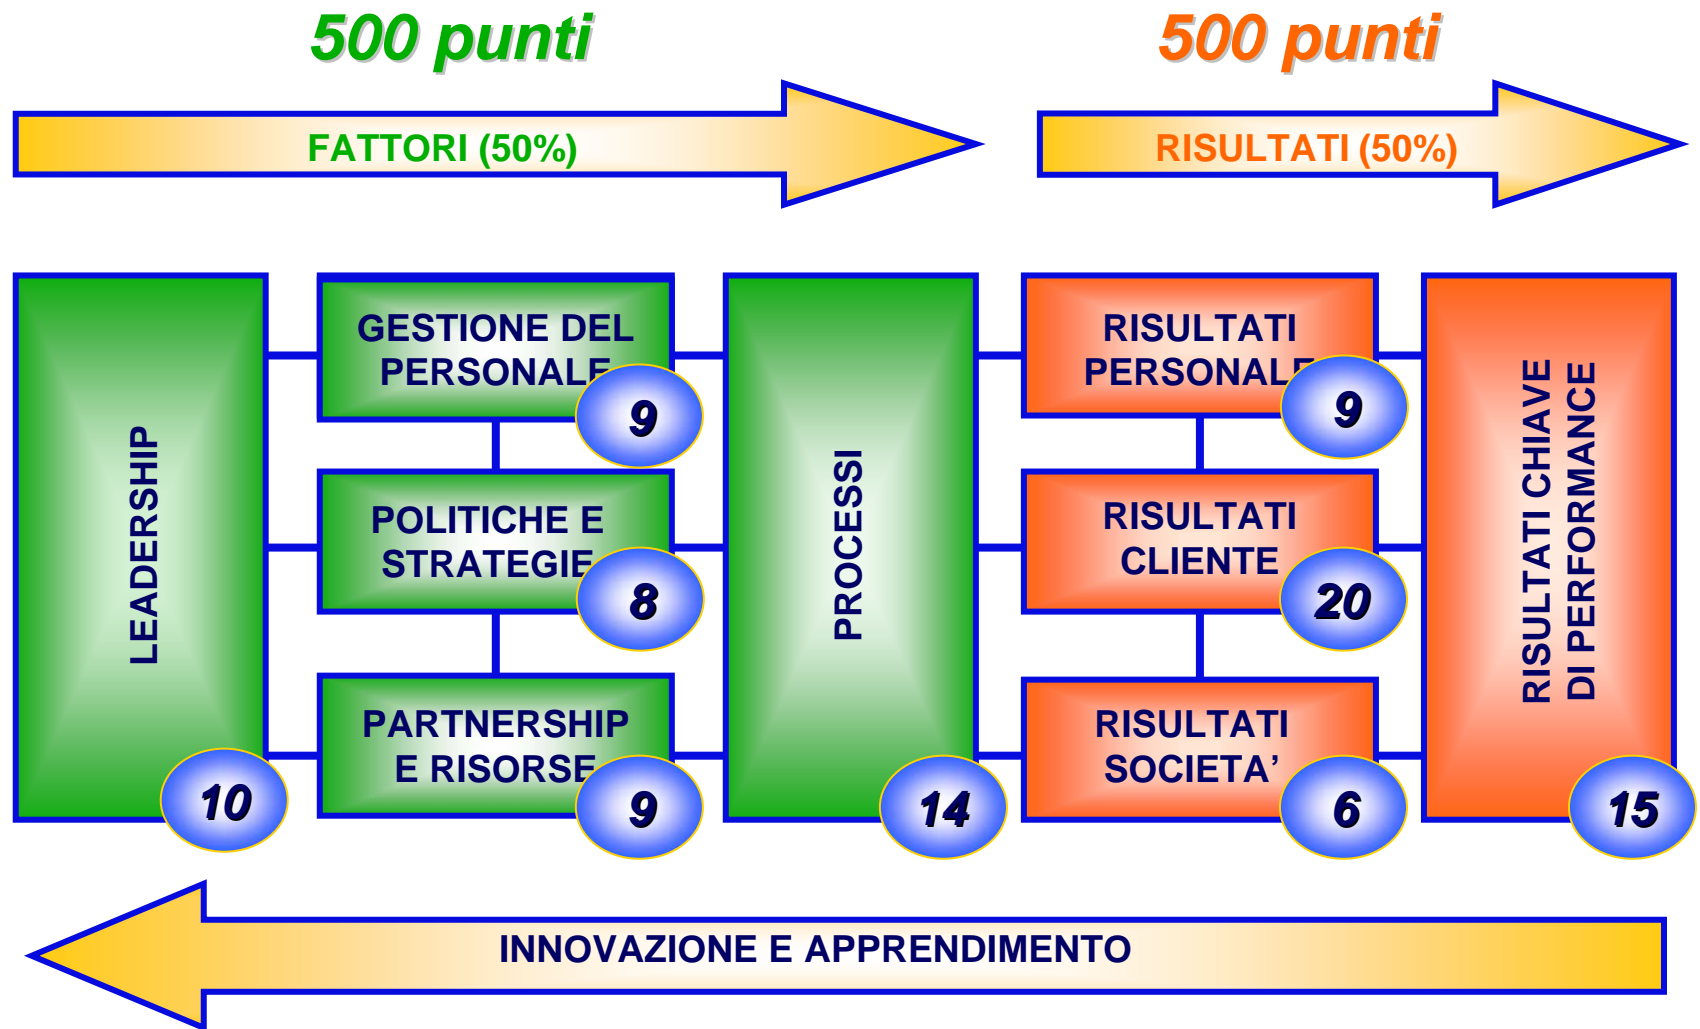 500 punti
500 punti
FATTORI (50%)
RISULTATI (50%)
LEADERSHIP
10
GESTIONE DEL
PERSONALE
9
POLITICHE E
STRATEGIE
8
PARTNERSHIP
E RISORSE
9
PROCESSI
14
RISULTATI
PERSONALE
9
RISULTATI
CLIENTE
20
RISULTATI
SOCIETA’
6
RISULTATI CHIAVE
DI PERFORMANCE
15
INNOVAZIONE E APPRENDIMENTO